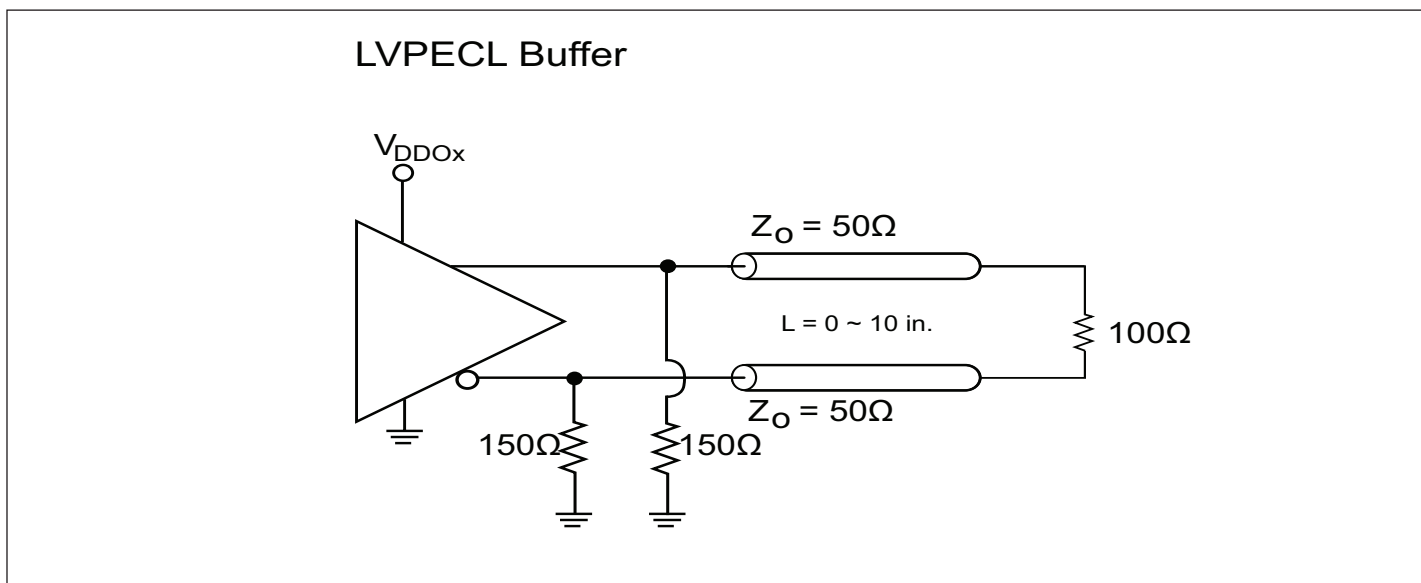 LVPECL Buffer
VDDOx
Zo = 50Ω
L = 0 ~ 10 in.
100Ω
Zo = 50Ω
150Ω
150Ω